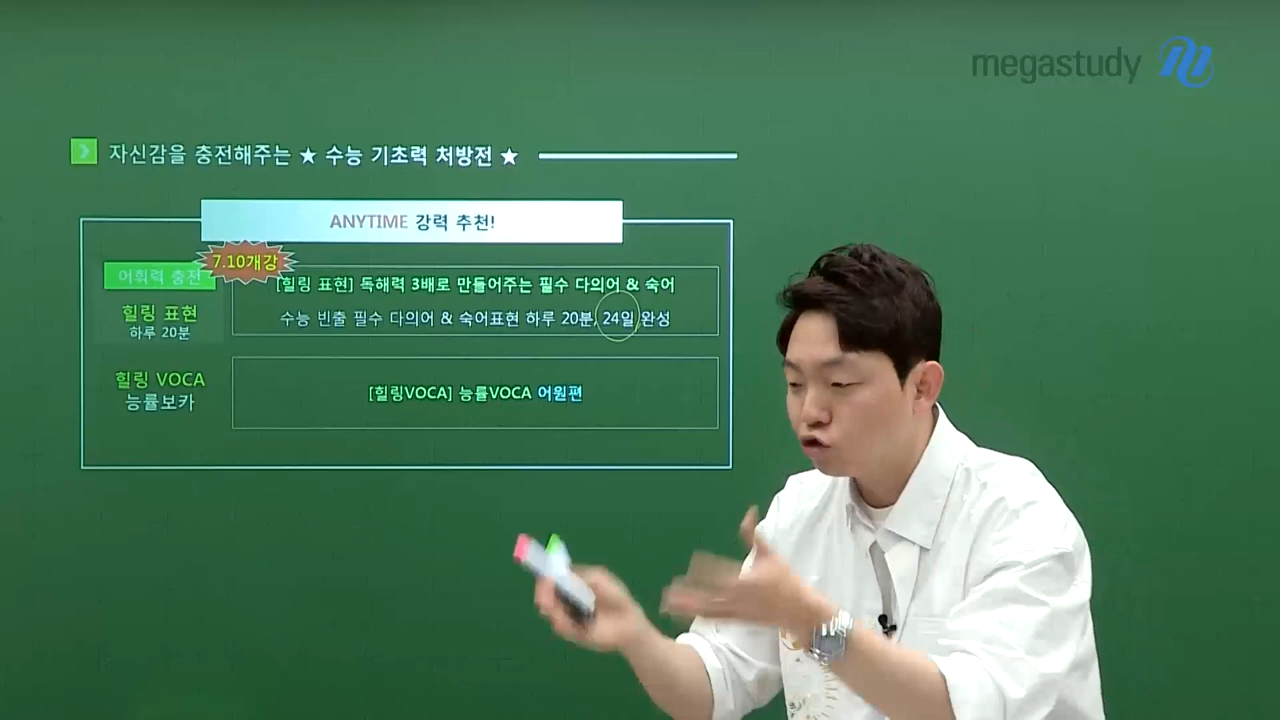 megastudy
자신감을 충전해주는 ★ 수능 기초력 처방전 ★
ANYTIME 강력 추천!
7.10개강
어휘력 충전
힐링 표현
하루 20분
[힐링 표현] 독해력 3배로 만들어주는 필수 다의어 & 숙어
수능 빈출 필수 다의어 & 숙어표현 하루 20분, 24일 완성
힐링 VOCA
능률보카
[힐링VOCA] 능률VOCA 어원편